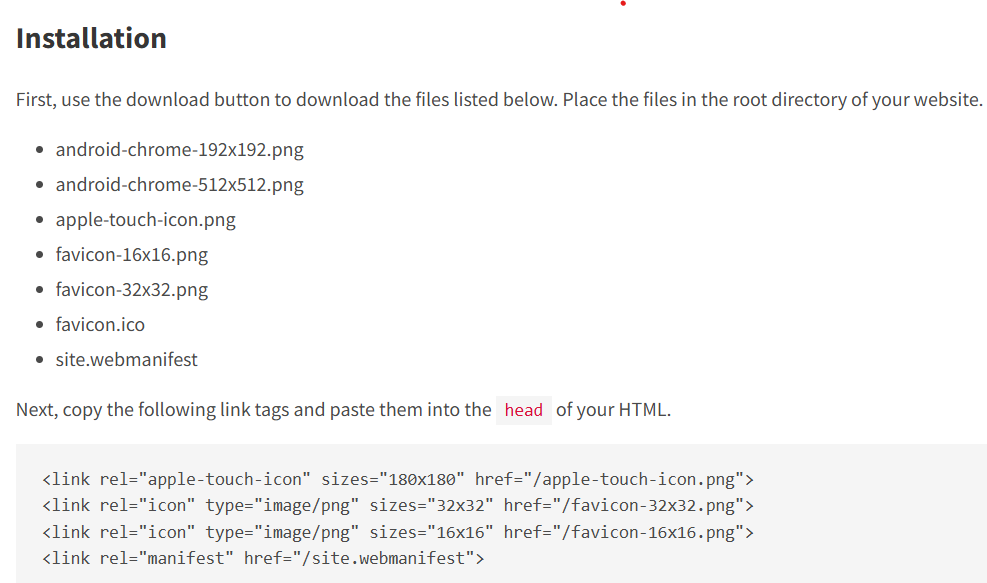 Installation
First, use the download button to download the files listed below. Place the files in the root directory of your website.
android-chrome-192x192.png
android-chrome-512x512.png
apple-touch-icon.png
favicon-16x16.png
favicon-32x32.png
favicon.ico
site.webmanifest
Next, copy the following link tags and paste them into the head of your HTML.
<link rel="apple-touch-icon" sizes="180x180" href="/apple-touch-icon.png">
<link rel="icon" type="image/png" sizes="32x32" href="/favicon-32x32.png">
<link rel="icon" type="image/png" sizes="16x16" href="/favicon-16x16.png">
<link rel="manifest" href="/site.webmanifest">